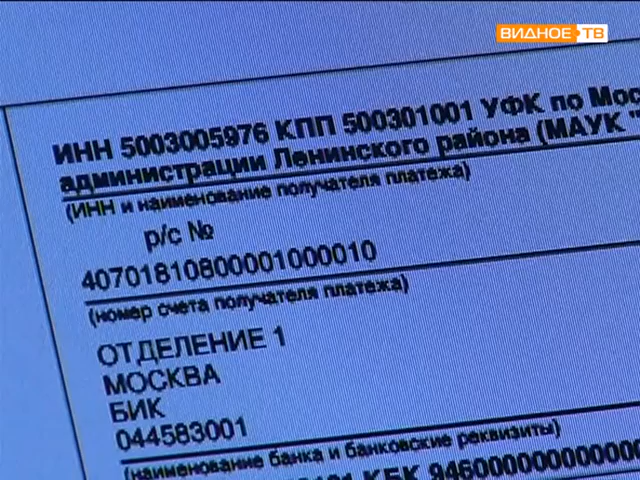 ВИДНОЕ ТВ
ИНН 5003005976 КПП 500301001 УФК по Мос
администрации Ленинского района (МАУК "
(ИНН и наименование получателя платежа)
р/с №
40701810800001000010
(номер счета получателя платежа)
ОТДЕЛЕНИЕ 1
МОСКВА
БИК
044583001
(наименование банка и банковские реквизиты)
КБК 94600000000000000